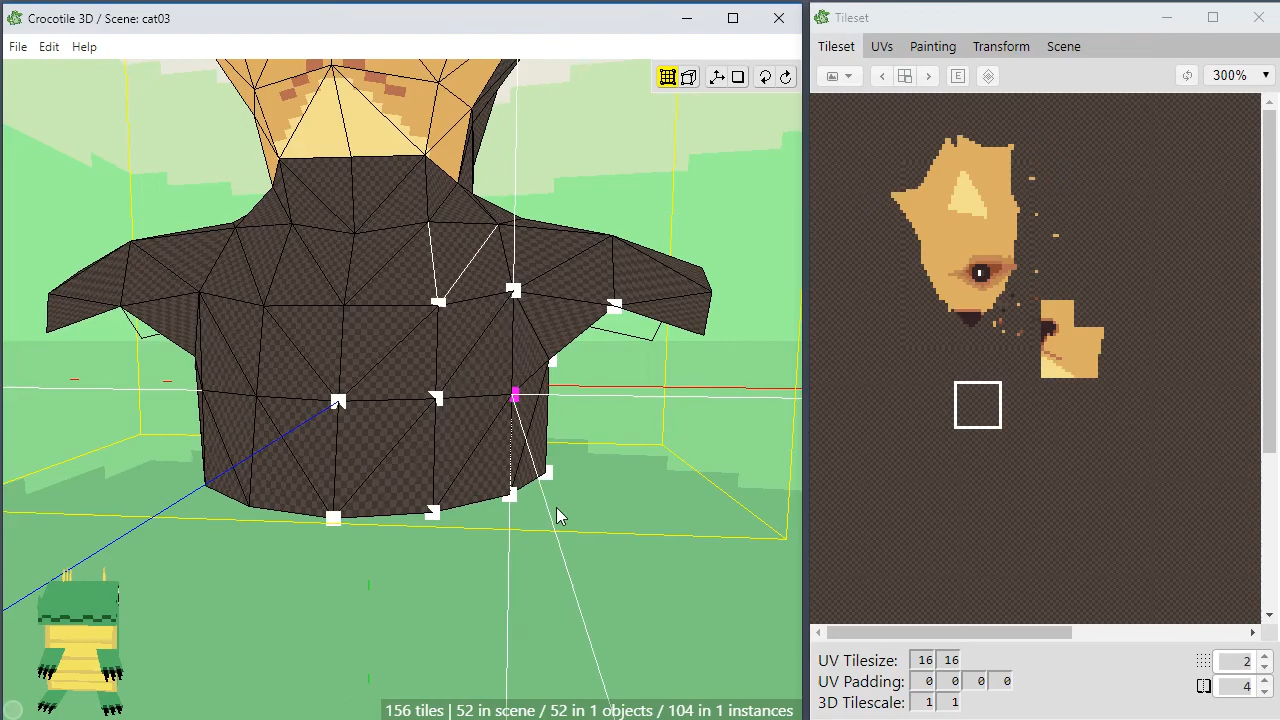 Crocotile 3D / Scene: cat03
File Edit Help
156 tiles | 52 in scene / 52 in 1 objects / 104 in 1 instances
Tileset
Tileset UVs Painting Transform Scene
E 300%
UV Tilesize: 16 16
UV Padding: 0 0 0 0
3D Tilescale: 1 1
2
4